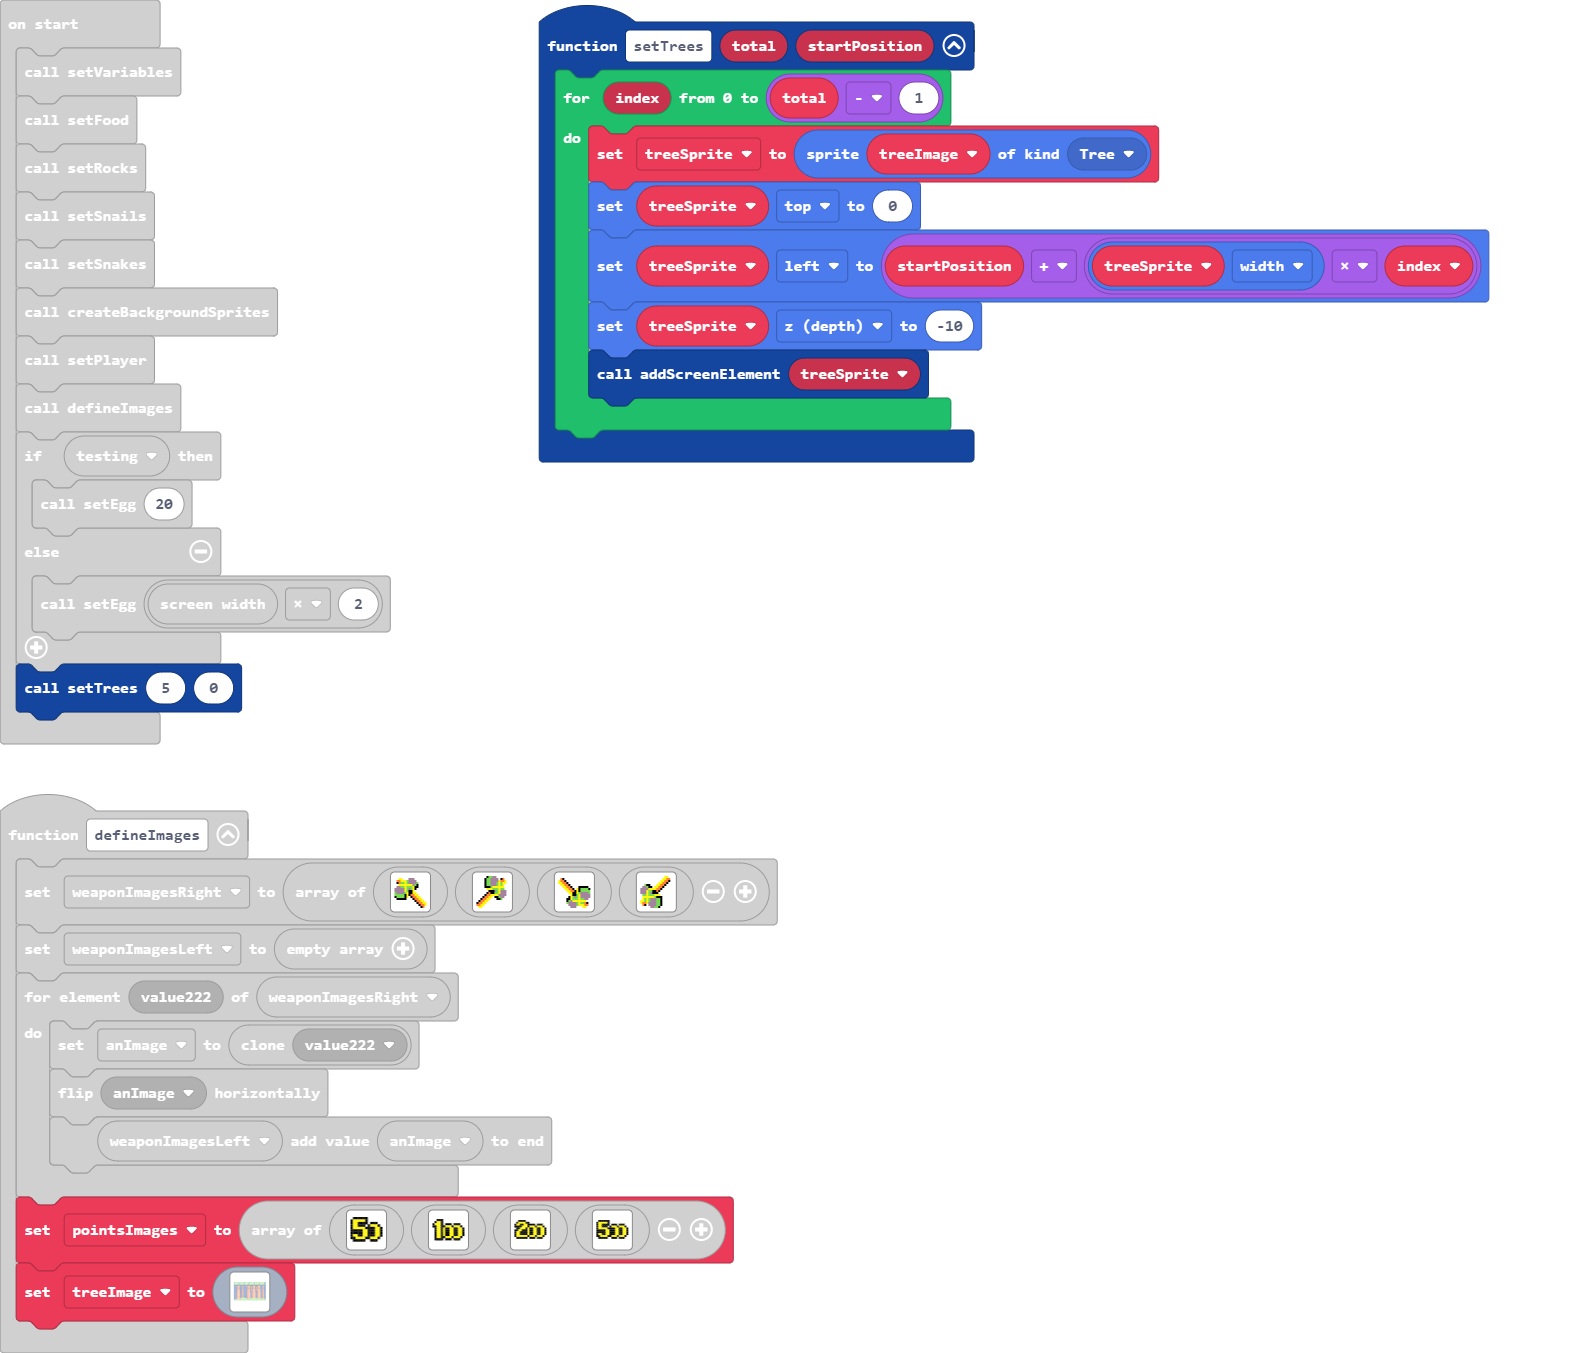 on start
call setVariables
call setFood
call setRocks
call setSnails
call setSnakes
call createBackgroundSprites
call setPlayer
call defineImages
if testing then
call setEgg 20
else
call setEgg screen width × 2
call setTrees 5 0
function setTrees total startPosition
for index from 0 to total - 1
do
set treeSprite to sprite treeImage of kind Tree
set treeSprite top to 0
set treeSprite left to startPosition + treeSprite width × index
set treeSprite z (depth) to -10
call addScreenElement treeSprite
function defineImages
set weaponImagesRight to array of
set weaponImagesLeft to empty array
for element value222 of weaponImagesRight
do
set anImage to clone value222
flip anImage horizontally
weaponImagesLeft add value anImage to end
set pointsImages to array of 50 100 200 500
set treeImage to